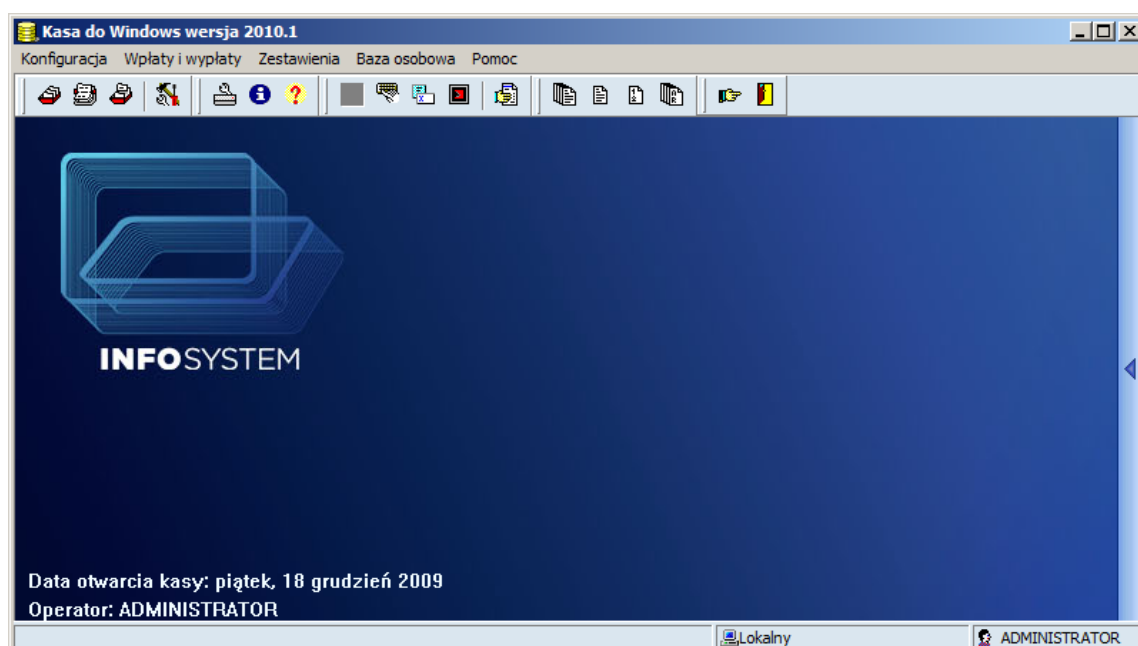 Kasa do Windows wersja 2010.1
Konfiguracja Wpłaty i wypłaty Zestawienia Baza osobowa Pomoc
INFOSYSTEM
Data otwarcia kasy: piątek, 18 grudzień 2009
Operator: ADMINISTRATOR
Lokalny ADMINISTRATOR